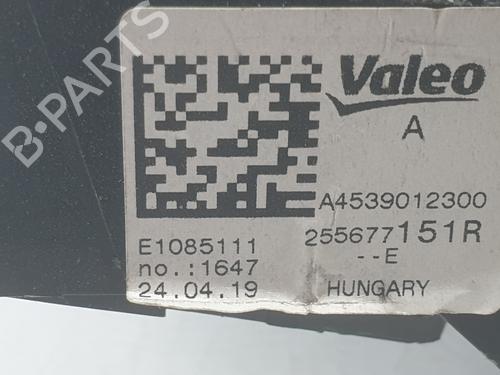 Valeo
A
A4539012300
E1085111
255677151R
no.:1647
--E
24.04.19
HUNGARY
B-PARTS